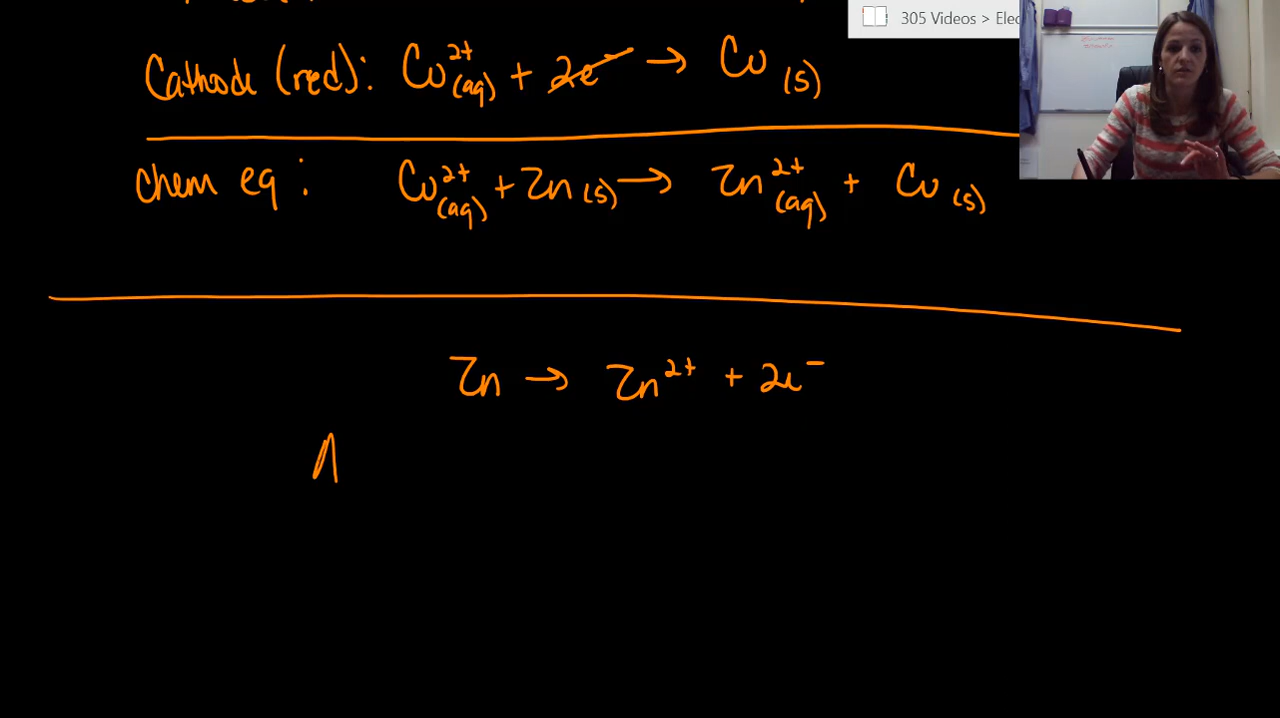 305 Videos > Elec
Cathode (red): Cu²⁺(aq) + 2e⁻ → Cu (s)
Chem eq: Cu²⁺(aq) + Zn (s) → Zn²⁺(aq) + Cu (s)
Zn → Zn²⁺ + 2e⁻